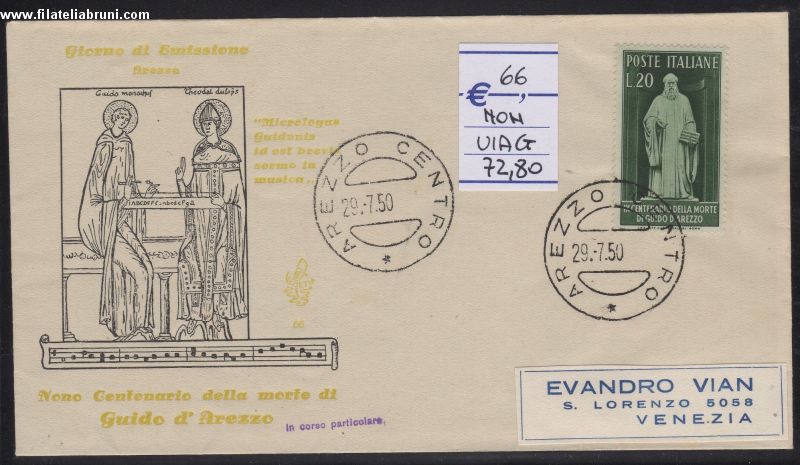 www.filateliabruni.com
Giorno di Emissione
Arezzo
Guido monachus
Theodal dus eps
"Micrologus
Guidonis
id est brevis
sermo in
musica„
66
€
NON
VIAG
72,80
POSTE ITALIANE
L.20
IX CENTENARIO DELLA MORTE
DI GUIDO D'AREZZO
AREZZO CENTRO
29.-7.50
*
AREZZO CENTRO
29.-7.50
*
66
Nono Centenario della morte di
Guido d'Arezzo
In corso particolare,
EVANDRO VIAN
S. LORENZO 5058
VENEZIA